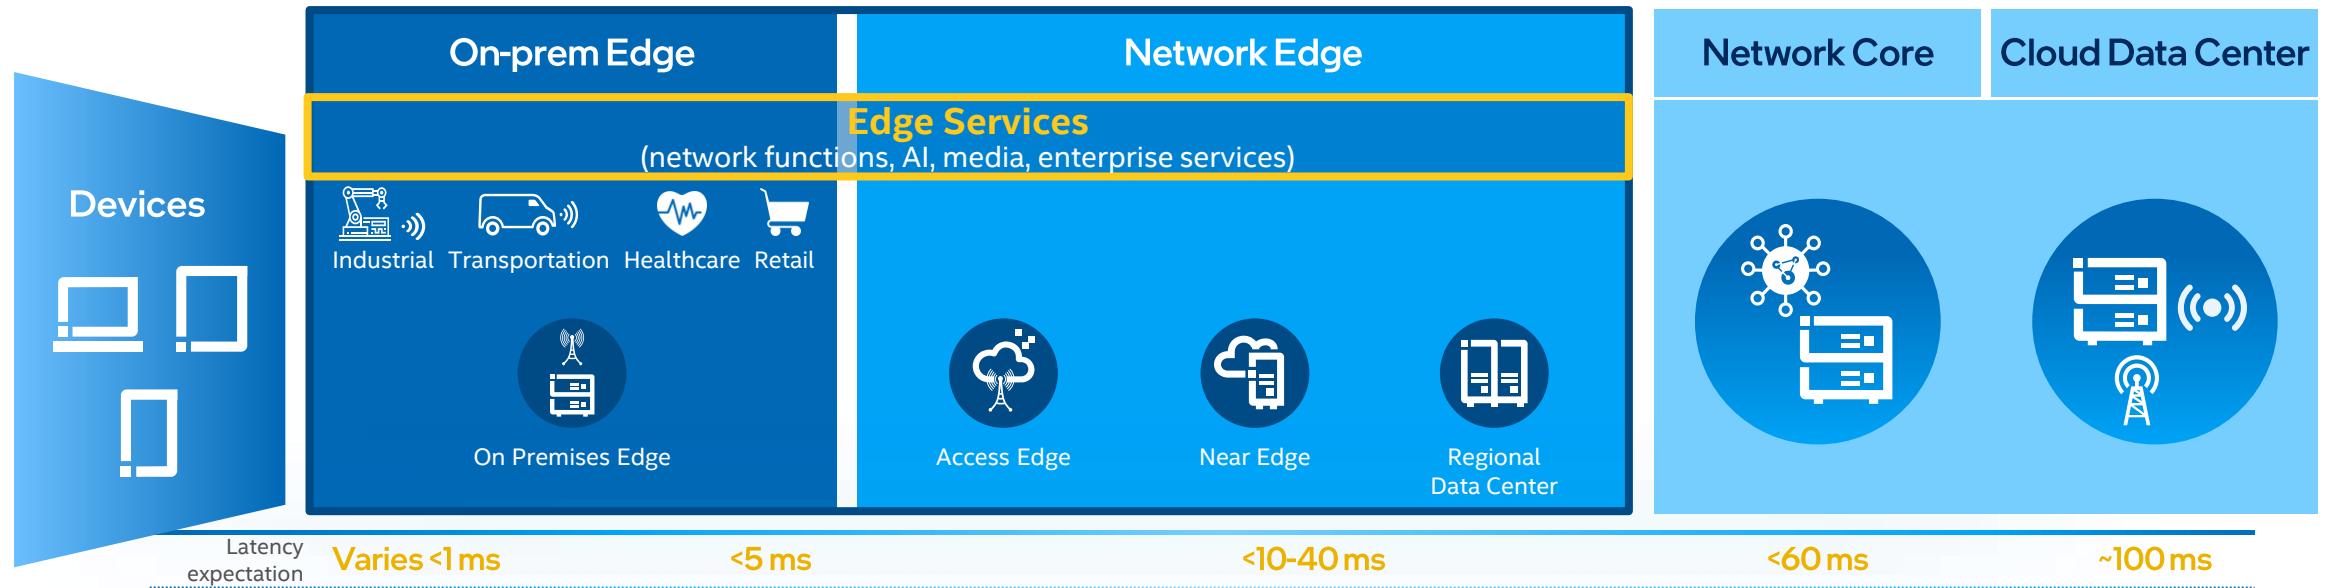 On-prem Edge
Network Edge
Network Core
Cloud Data Center
Edge Services
(network functions, AI, media, enterprise services)
Devices
Industrial
Transportation
Healthcare
Retail
On Premises Edge
Access Edge
Near Edge
Regional
Data Center
Latency
expectation
Varies <1 ms
<5 ms
<10-40 ms
<60 ms
~100 ms